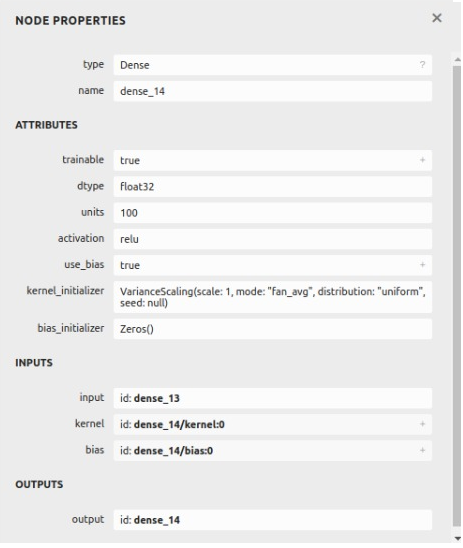 NODE PROPERTIES ×
type Dense ?
name dense_14
ATTRIBUTES
trainable true +
dtype float32
units 100
activation relu
use_bias true +
kernel_initializer VarianceScaling(scale: 1, mode: "fan_avg", distribution: "uniform",
seed: null)
bias_initializer Zeros()
INPUTS
input id: dense_13
kernel id: dense_14/kernel:0 +
bias id: dense_14/bias:0 +
OUTPUTS
output id: dense_14